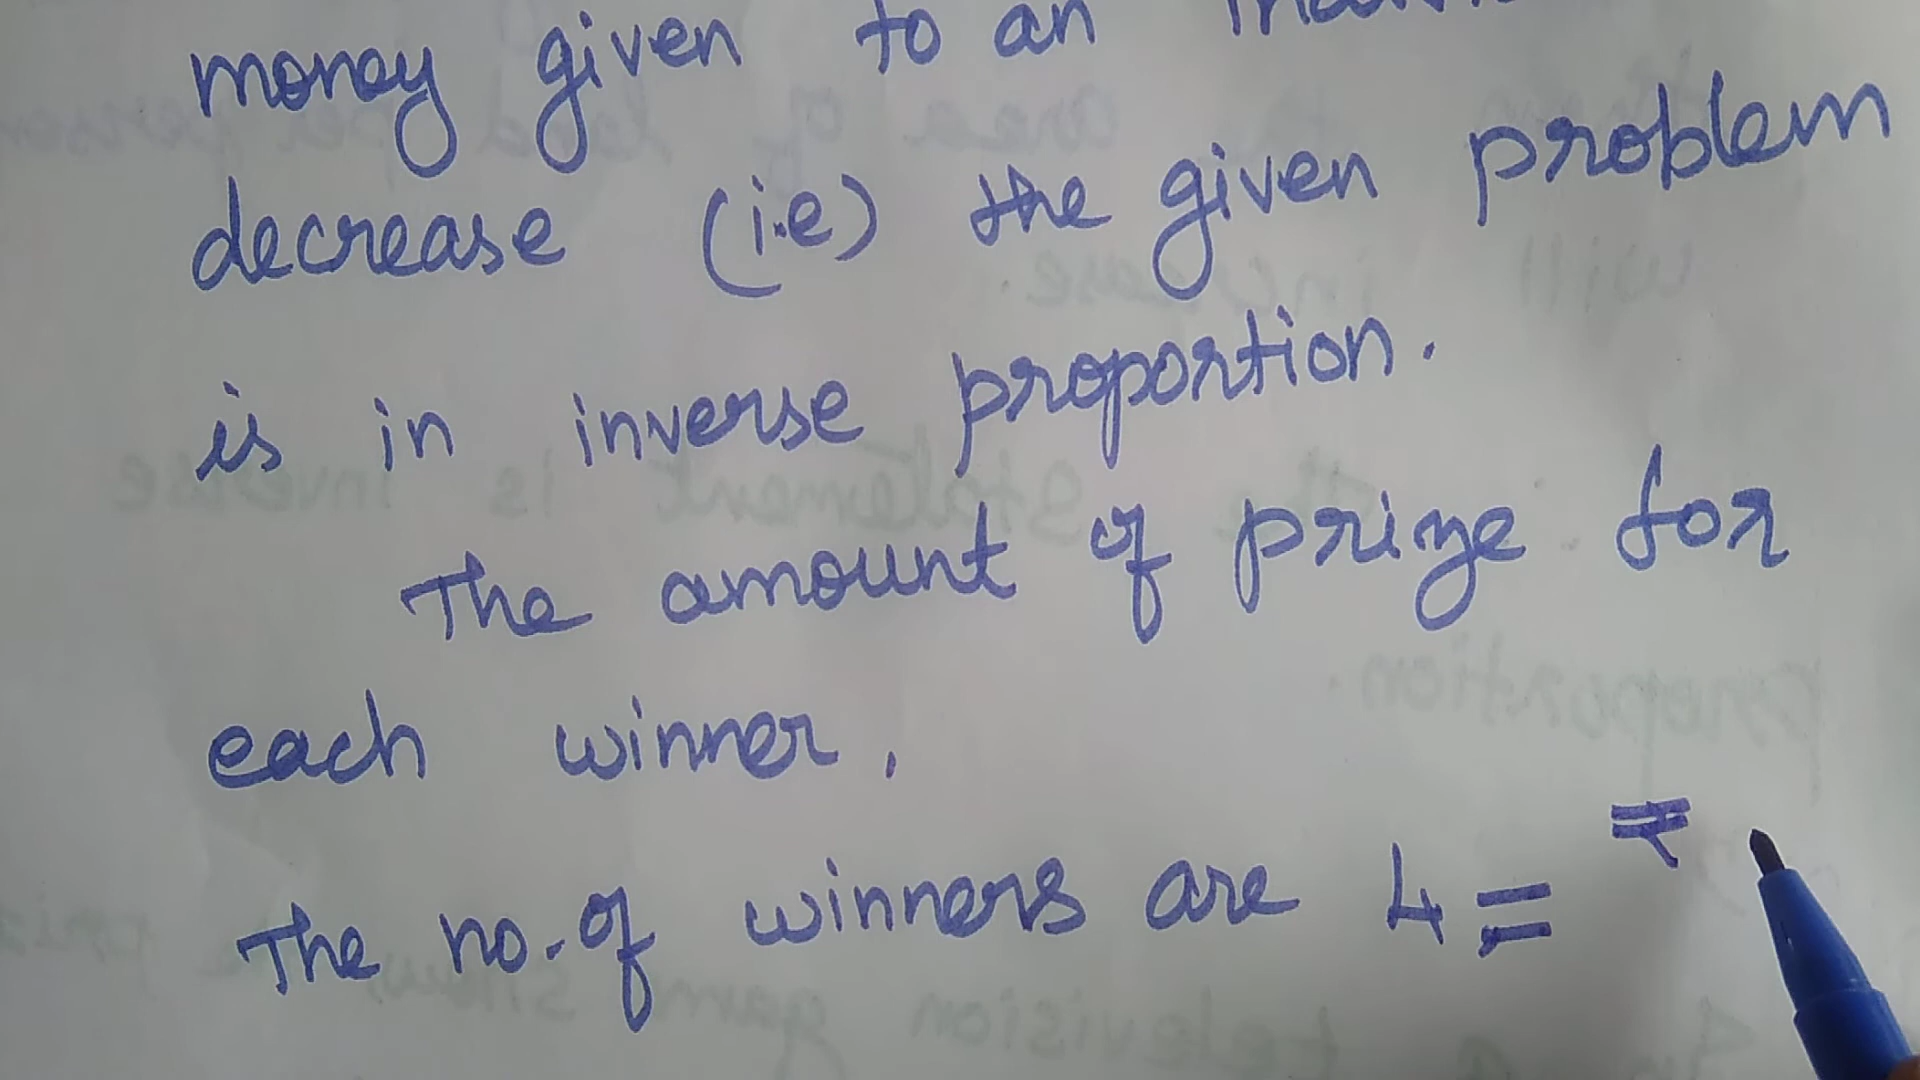 money given to an
decrease (i.e) the given problem
is in inverse proportion.
The amount of prize for
each winner,
The no. of winners are 4 = ₹